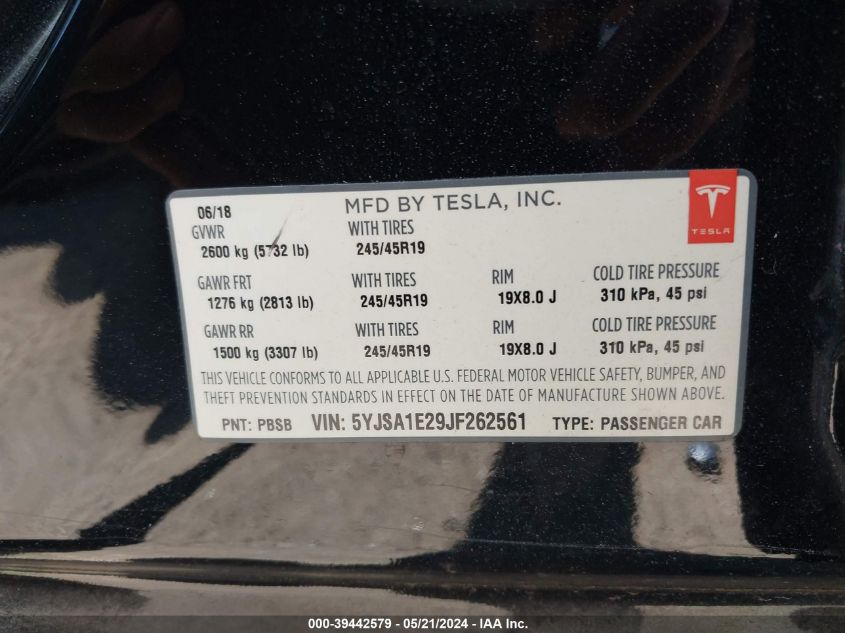 06/18 MFD BY TESLA, INC.
TESLA
GVWR WITH TIRES
2600 kg (5732 lb) 245/45R19
GAWR FRT WITH TIRES RIM COLD TIRE PRESSURE
1276 kg (2813 lb) 245/45R19 19X8.0 J 310 kPa, 45 psi
GAWR RR WITH TIRES RIM COLD TIRE PRESSURE
1500 kg (3307 lb) 245/45R19 19X8.0 J 310 kPa, 45 psi
THIS VEHICLE CONFORMS TO ALL APPLICABLE U.S. FEDERAL MOTOR VEHICLE SAFETY, BUMPER, AND
THEFT PREVENTION STANDARDS IN EFFECT ON THE DATE OF MANUFACTURE SHOWN ABOVE.
PNT: PBSB VIN: 5YJSA1E29JF262561 TYPE: PASSENGER CAR
000-39442579 / 05/21/2024 - IAA Inc.